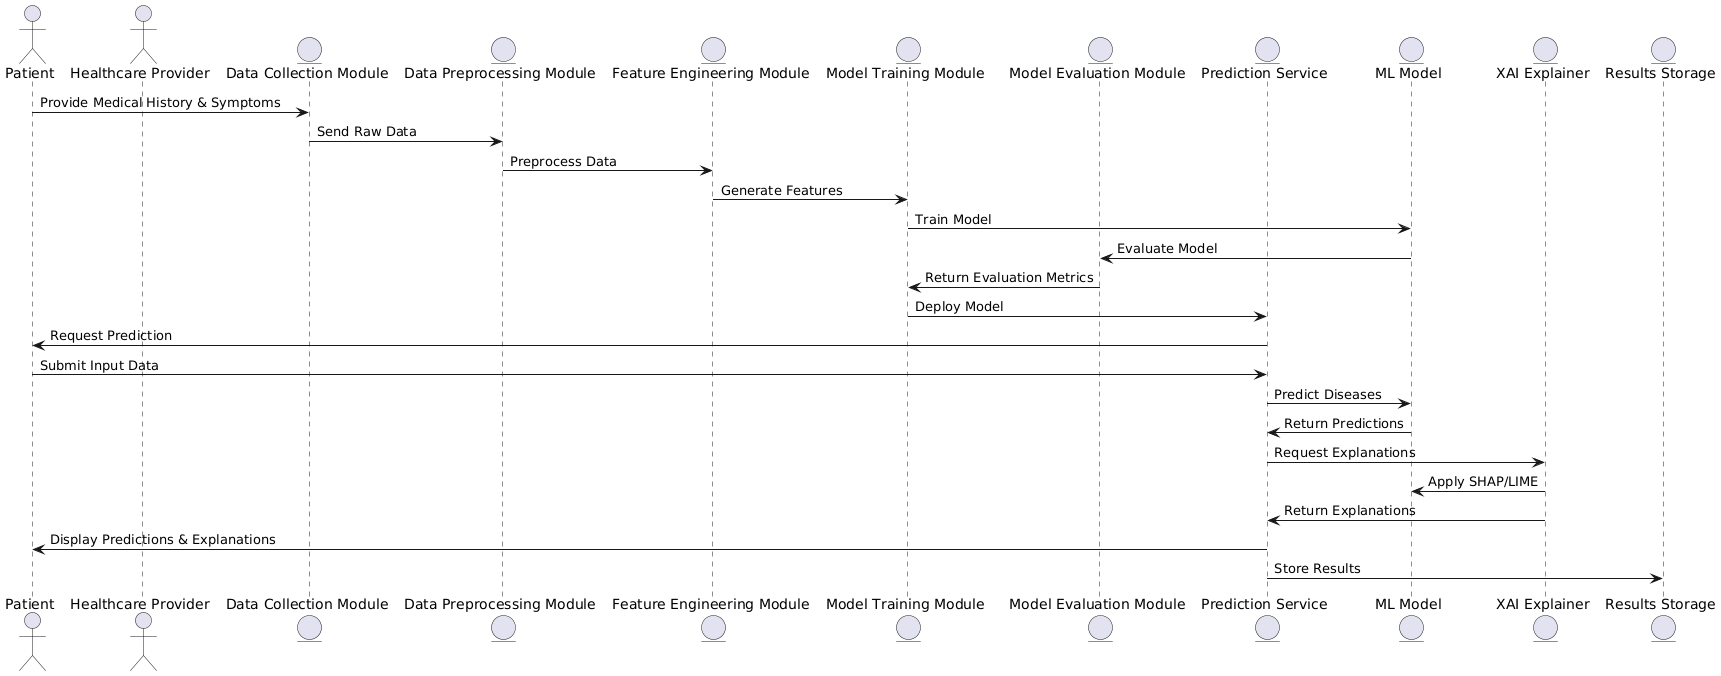 Patient
Healthcare Provider
Data Collection Module
Data Preprocessing Module
Feature Engineering Module
Model Training Module
Model Evaluation Module
Prediction Service
ML Model
XAI Explainer
Results Storage
Provide Medical History & Symptoms
Send Raw Data
Preprocess Data
Generate Features
Train Model
Evaluate Model
Return Evaluation Metrics
Deploy Model
Request Prediction
Submit Input Data
Predict Diseases
Return Predictions
Request Explanations
Apply SHAP/LIME
Return Explanations
Display Predictions & Explanations
Store Results
Patient
Healthcare Provider
Data Collection Module
Data Preprocessing Module
Feature Engineering Module
Model Training Module
Model Evaluation Module
Prediction Service
ML Model
XAI Explainer
Results Storage